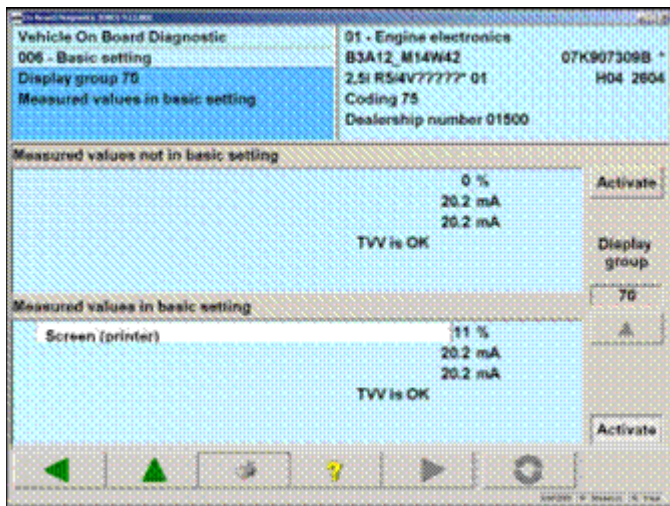 Vehicle On Board Diagnostic
006 - Basic setting
Display group 70
Measured values in basic setting
01 - Engine electronics
B3A12_M14W42 07K907309B *
2,5l R5/4V?????* 01 H04 2604
Coding 75
Dealership number 01500
Measured values not in basic setting
0 %
20.2 mA
20.2 mA
TVV is OK
Activate
Display
group
70
Measured values in basic setting
Screen (printer) 11 %
20.2 mA
20.2 mA
TVV is OK
Activate
?